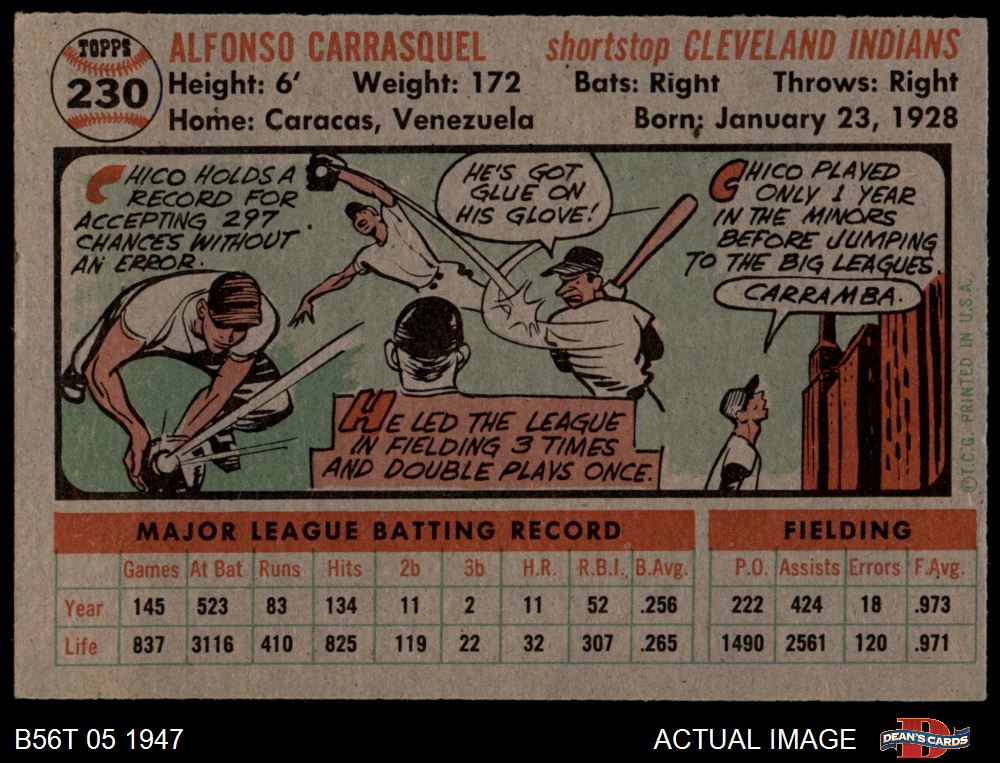 TOPPS
230
ALFONSO CARRASQUEL shortstop CLEVELAND INDIANS
Height: 6' Weight: 172 Bats: Right Throws: Right
Home: Caracas, Venezuela Born: January 23, 1928
CHICO HOLDS A
RECORD FOR
ACCEPTING 297
CHANCES WITHOUT
AN ERROR.
HE'S GOT
GLUE ON
HIS GLOVE!
HE LED THE LEAGUE
IN FIELDING 3 TIMES
AND DOUBLE PLAYS ONCE.
CHICO PLAYED
ONLY 1 YEAR
IN THE MINORS
BEFORE JUMPING
TO THE BIG LEAGUES.
CARRAMBA.
©T.C.G. PRINTED IN U.S.A.
MAJOR LEAGUE BATTING RECORD FIELDING
Games At Bat Runs Hits 2b 3b H.R. R.B.I. B.Avg. P.O. Assists Errors F.Avg.
Year 145 523 83 134 11 2 11 52 .256 222 424 18 .973
Life 837 3116 410 825 119 22 32 307 .265 1490 2561 120 .971
B56T 05 1947 ACTUAL IMAGE
D
DEAN'S CARDS